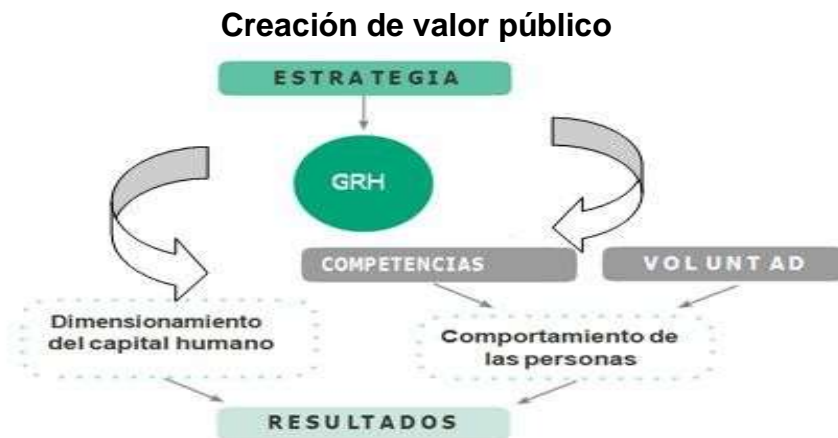 Creación de valor público
ESTRATEGIA
GRH
COMPETENCIAS
VOLUNTAD
Dimensionamiento
del capital humano
Comportamiento de
las personas
RESULTADOS